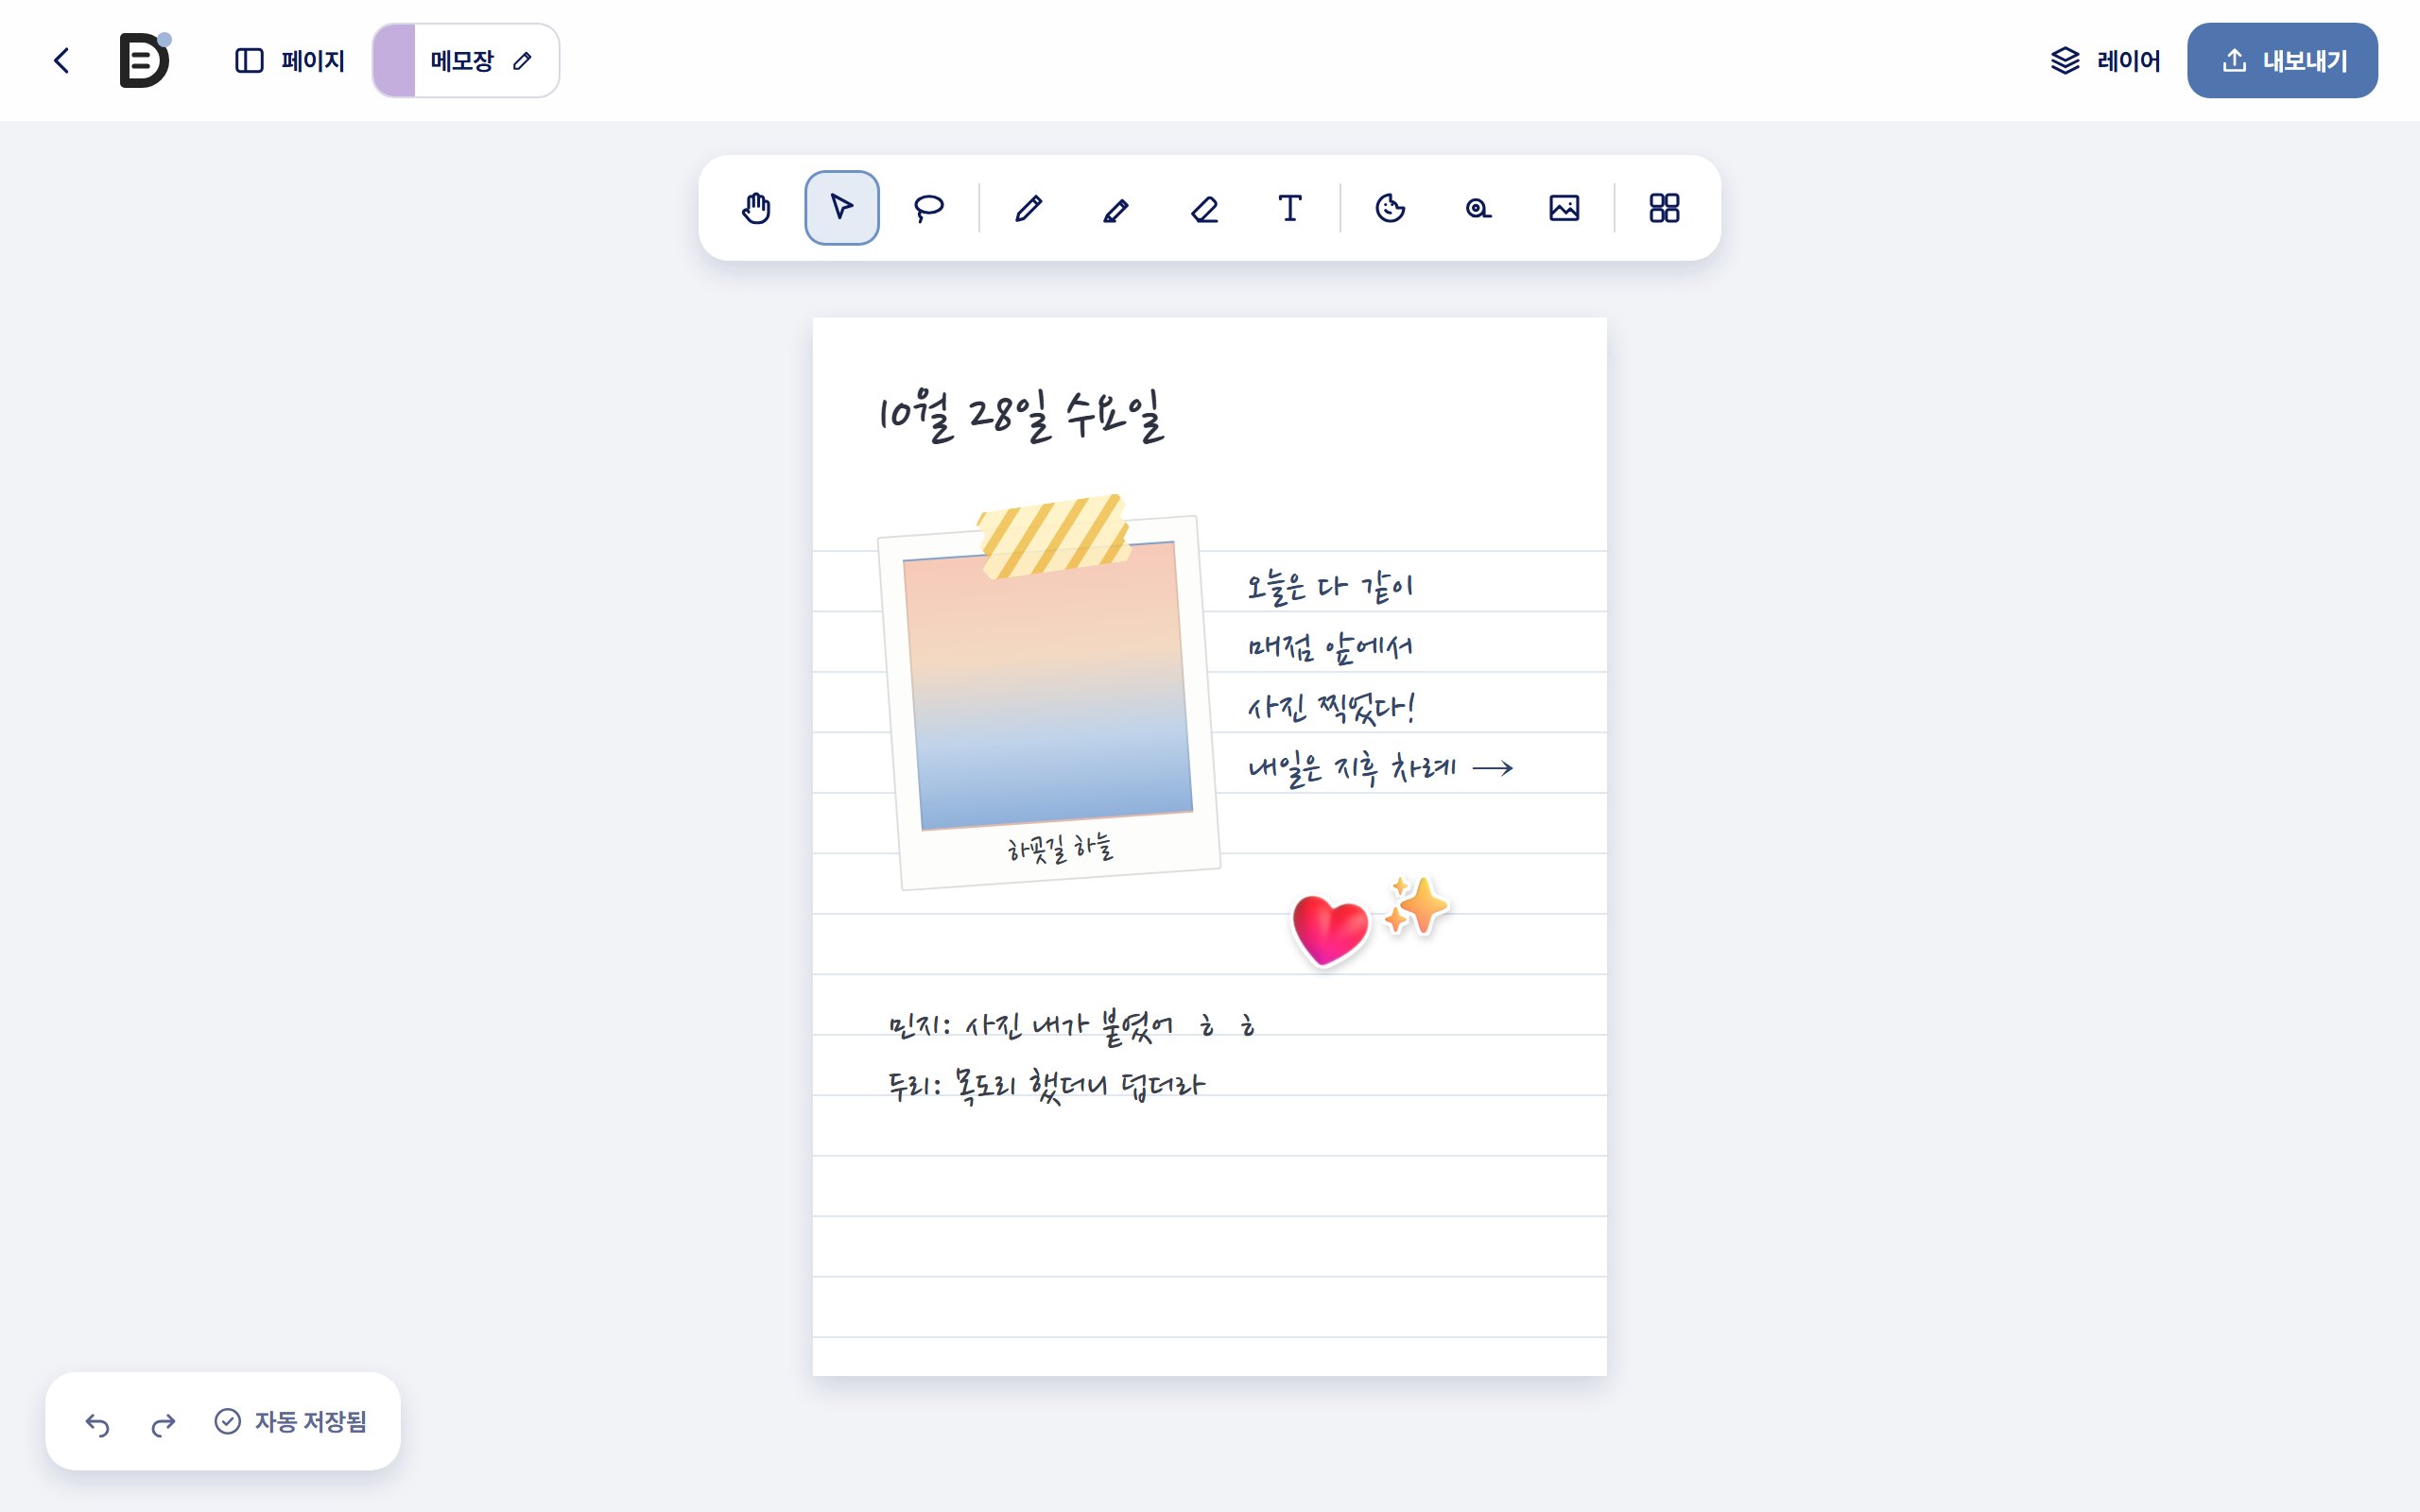 페이지
메모장
레이어
내보내기
10월 28일 수요일
오늘은 다 같이
매점 앞에서
사진 찍었다!
내일은 지후 차례 →
하굣길 하늘
민지: 사진 내가 붙였어 ㅎㅎ
두리: 목도리 했더니 덥더라
자동 저장됨